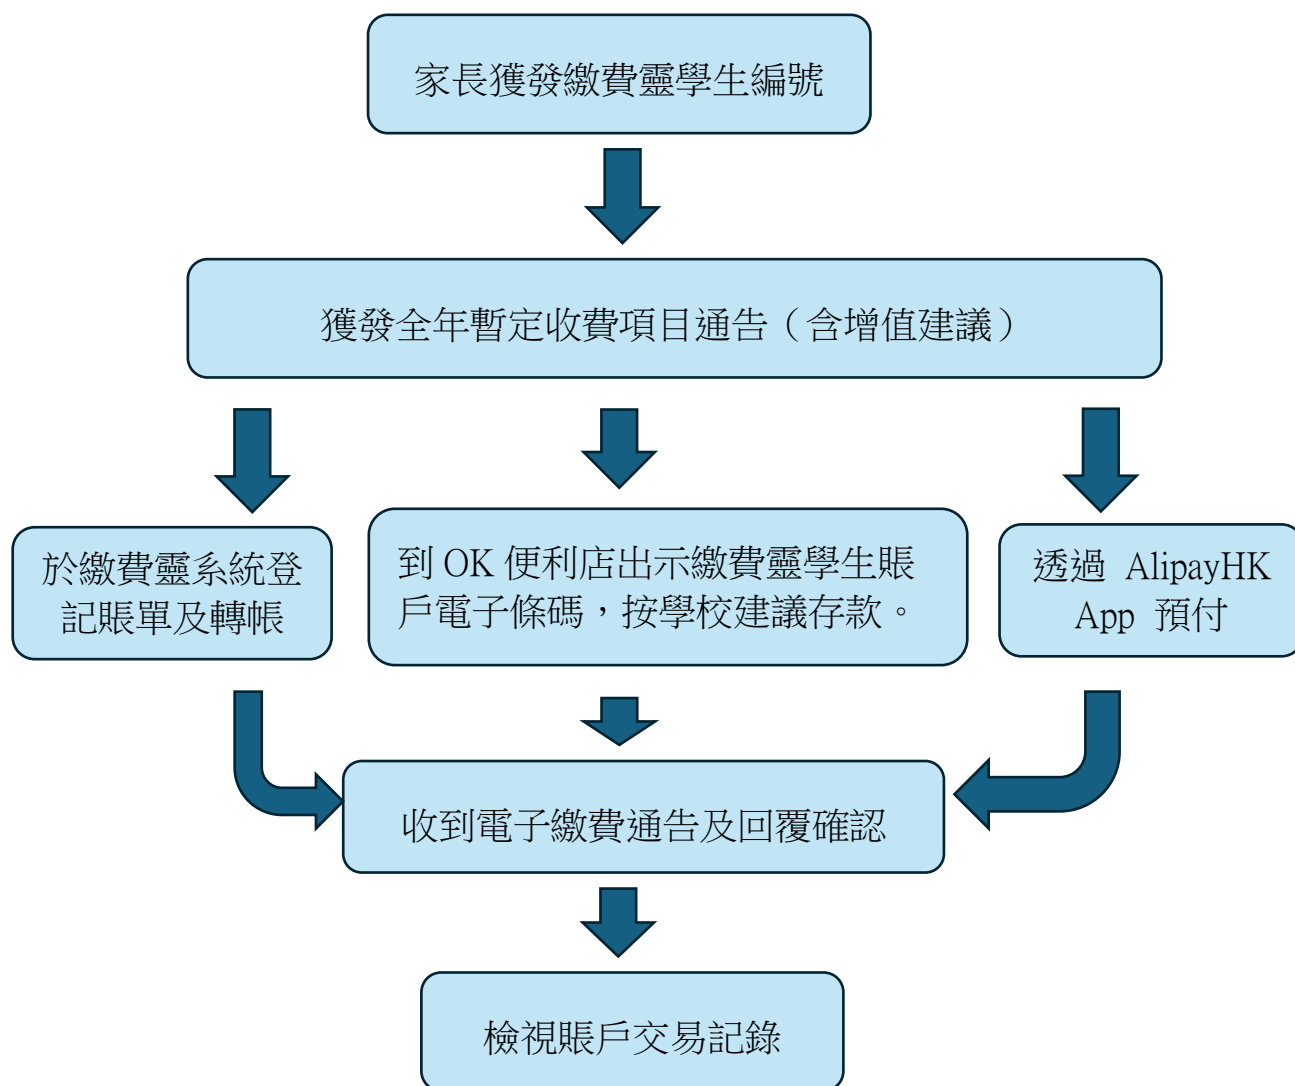 家長獲發繳費靈學生編號
獲發全年暫定收費項目通告（含增值建議）
於繳費靈系統登
記賬單及轉帳
到 OK 便利店出示繳費靈學生賬
戶電子條碼，按學校建議存款。
透過 AlipayHK
App 預付
收到電子繳費通告及回覆確認
檢視賬戶交易記錄